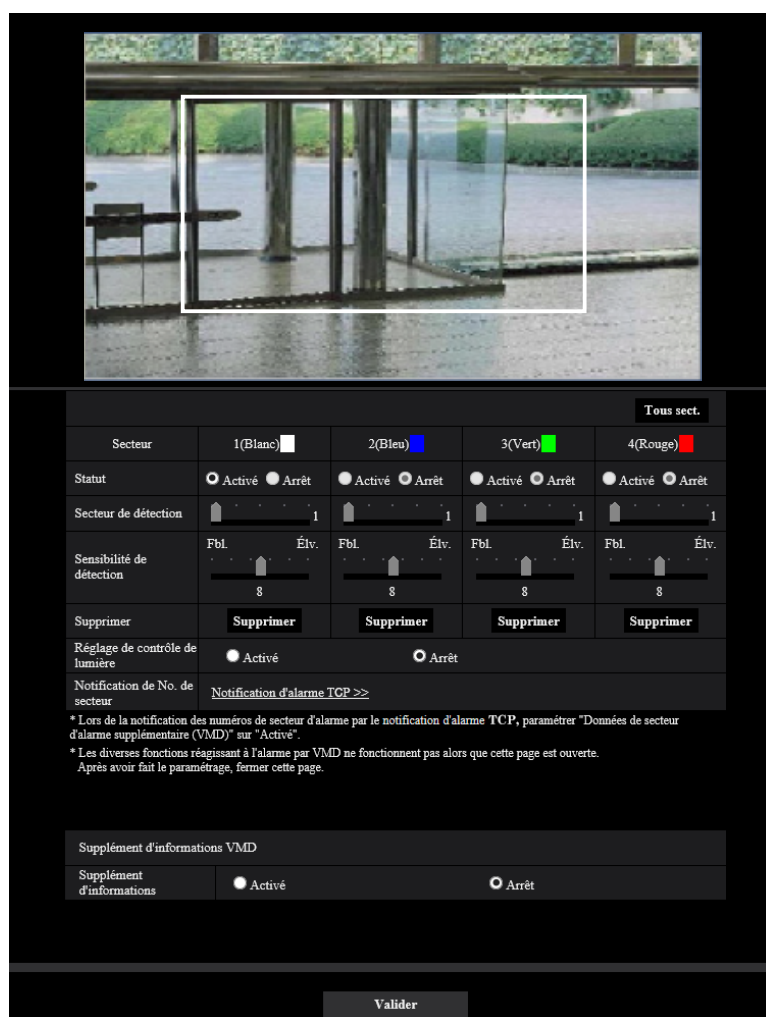 Tous sect.
Secteur 1(Blanc) 2(Bleu) 3(Vert) 4(Rouge)
Statut Activé Arrêt Activé Arrêt Activé Arrêt Activé Arrêt
Secteur de détection 1 1 1 1
Fbl. Élv. Fbl. Élv. Fbl. Élv. Fbl. Élv.
Sensibilité de
détection
8 8 8 8
Supprimer Supprimer Supprimer Supprimer Supprimer
Réglage de contrôle de
lumière
Activé Arrêt
Notification de No. de
secteur
Notification d'alarme TCP >>
* Lors de la notification des numéros de secteur d'alarme par le notification d'alarme TCP, paramétrer "Données de secteur
d'alarme supplémentaire (VMD)" sur "Activé".
* Les diverses fonctions réagissant à l'alarme par VMD ne fonctionnent pas alors que cette page est ouverte.
Après avoir fait le paramétrage, fermer cette page.
Supplément d'informations VMD
Supplément
d'informations
Activé Arrêt
Valider